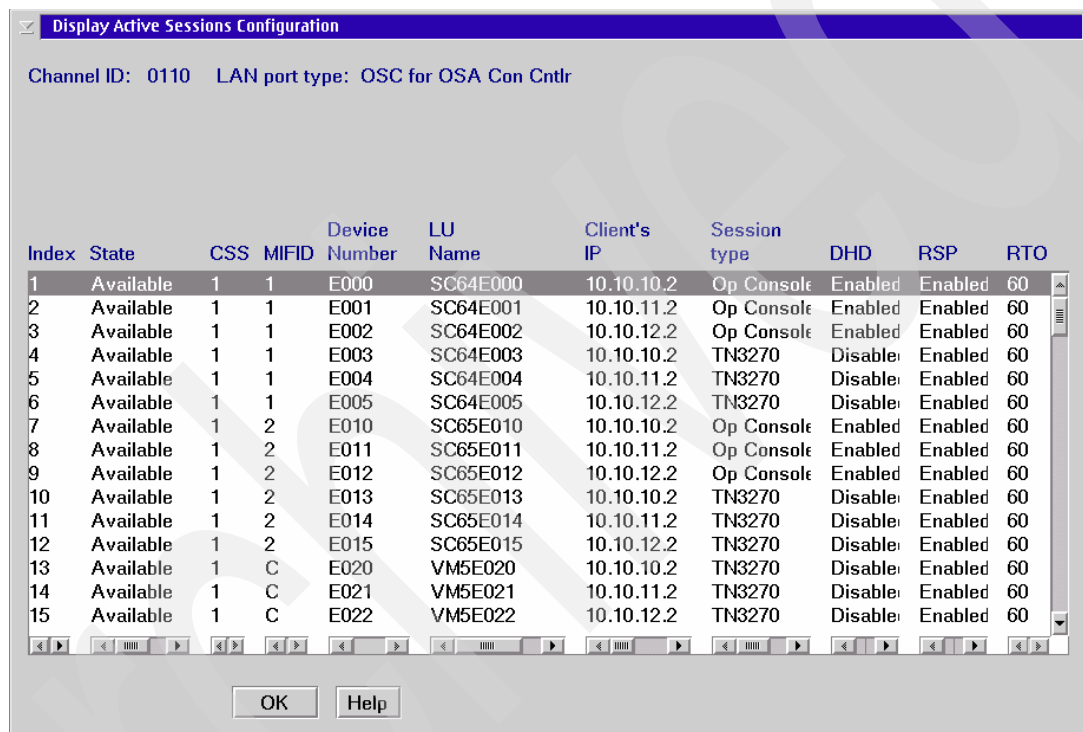 Display Active Sessions Configuration
Channel ID: 0110 LAN port type: OSC for OSA Con Cntlr
Device LU Client's Session
Index State CSS MIFID Number Name IP type DHD RSP RTO
1 Available 1 1 E000 SC64E000 10.10.10.2 Op Console Enabled Enabled 60
2 Available 1 1 E001 SC64E001 10.10.11.2 Op Console Enabled Enabled 60
3 Available 1 1 E002 SC64E002 10.10.12.2 Op Console Enabled Enabled 60
4 Available 1 1 E003 SC64E003 10.10.10.2 TN3270 Disable Enabled 60
5 Available 1 1 E004 SC64E004 10.10.11.2 TN3270 Disable Enabled 60
6 Available 1 1 E005 SC64E005 10.10.12.2 TN3270 Disable Enabled 60
7 Available 1 2 E010 SC65E010 10.10.10.2 Op Console Enabled Enabled 60
8 Available 1 2 E011 SC65E011 10.10.11.2 Op Console Enabled Enabled 60
9 Available 1 2 E012 SC65E012 10.10.12.2 Op Console Enabled Enabled 60
10 Available 1 2 E013 SC65E013 10.10.10.2 TN3270 Disable Enabled 60
11 Available 1 2 E014 SC65E014 10.10.11.2 TN3270 Disable Enabled 60
12 Available 1 2 E015 SC65E015 10.10.12.2 TN3270 Disable Enabled 60
13 Available 1 C E020 VM5E020 10.10.10.2 TN3270 Disable Enabled 60
14 Available 1 C E021 VM5E021 10.10.11.2 TN3270 Disable Enabled 60
15 Available 1 C E022 VM5E022 10.10.12.2 TN3270 Disable Enabled 60
OK Help